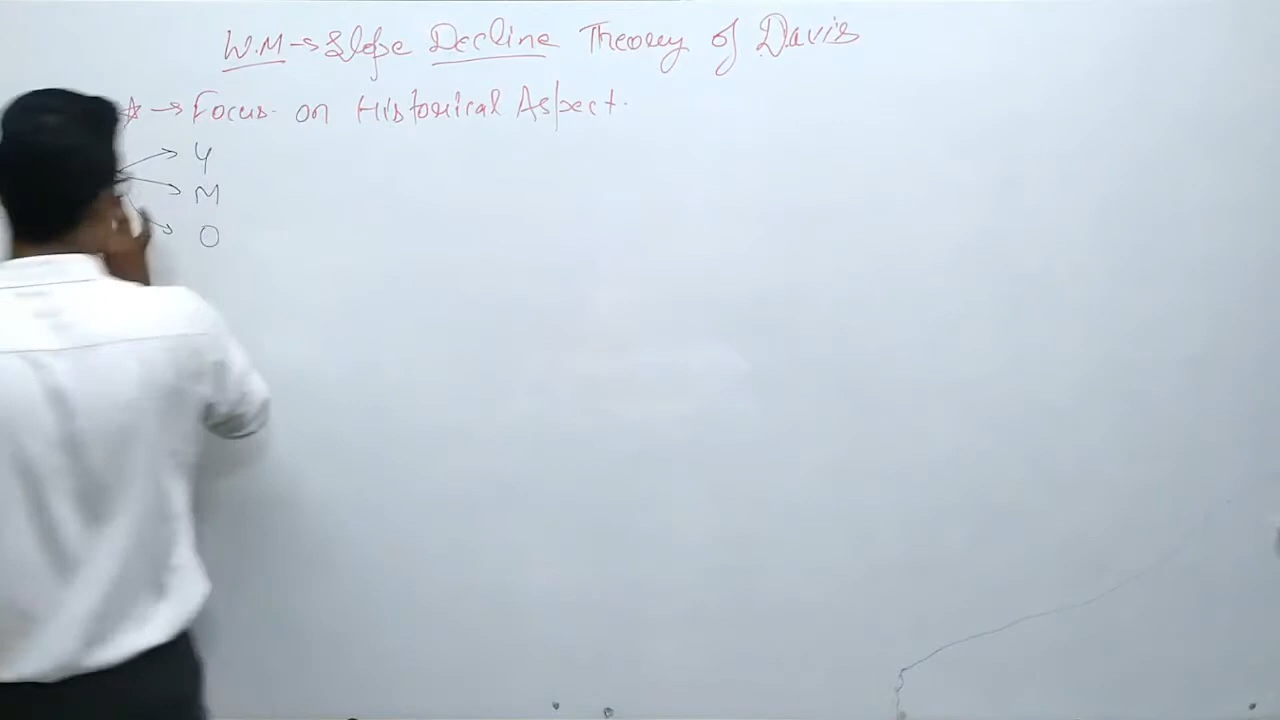 W.M → Slope Decline Theory of Davis
☆ → Focus on Historical Aspect.
Y
M
O